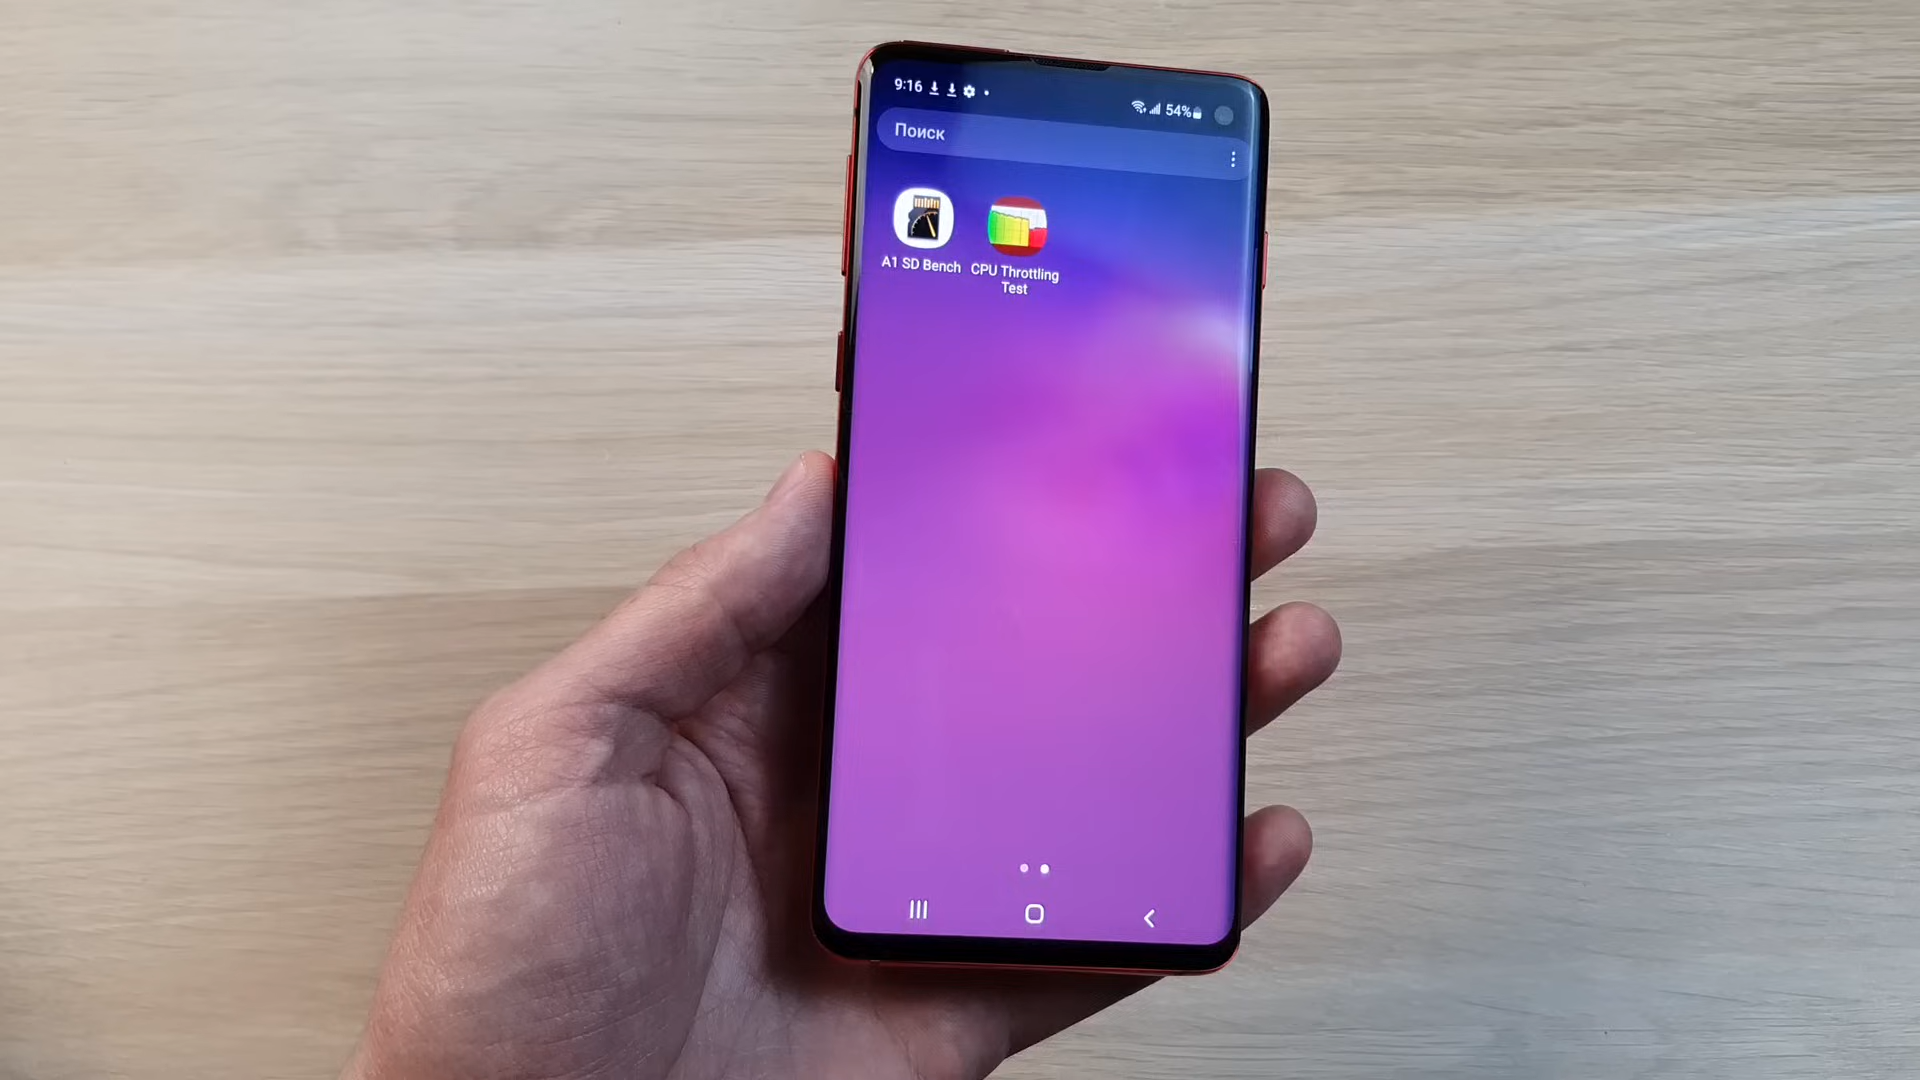 9:16
54%
Поиск
A1 SD Bench
CPU Throttling
Test